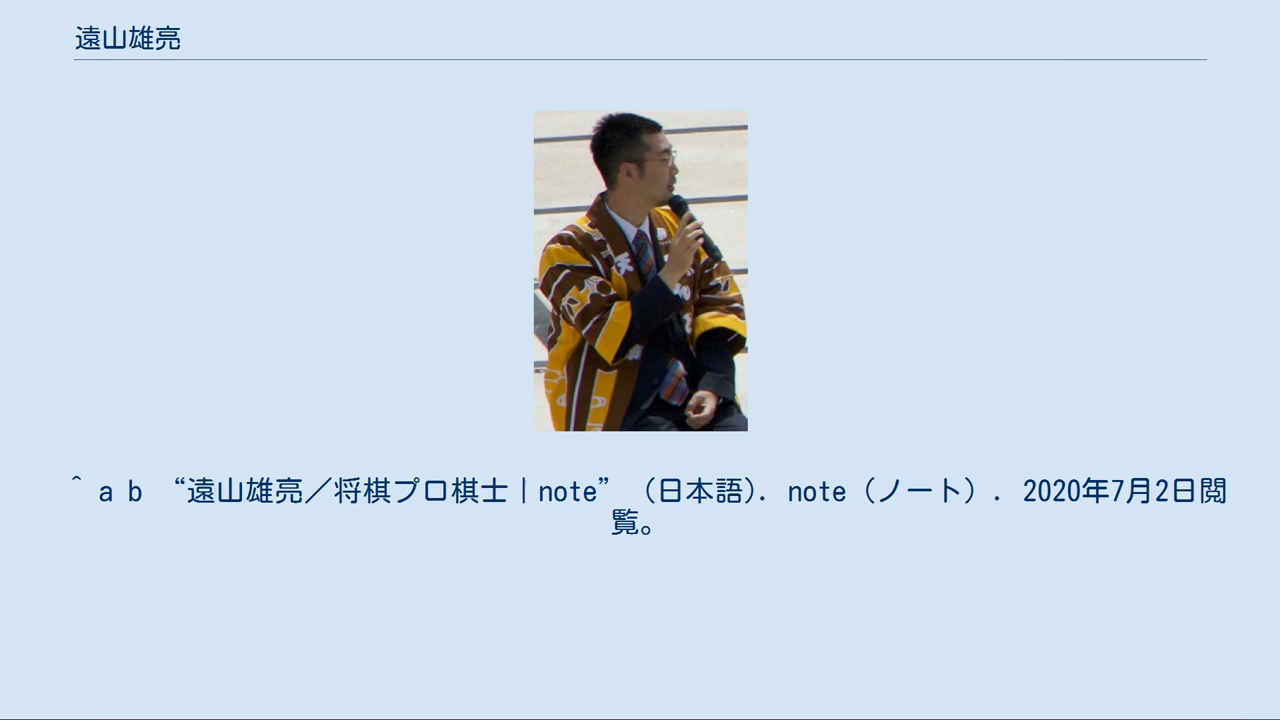 遠山雄亮
天
^ a b “遠山雄亮／将棋プロ棋士｜note” （日本語）. note（ノート）. 2020年7月2日閲
覧。